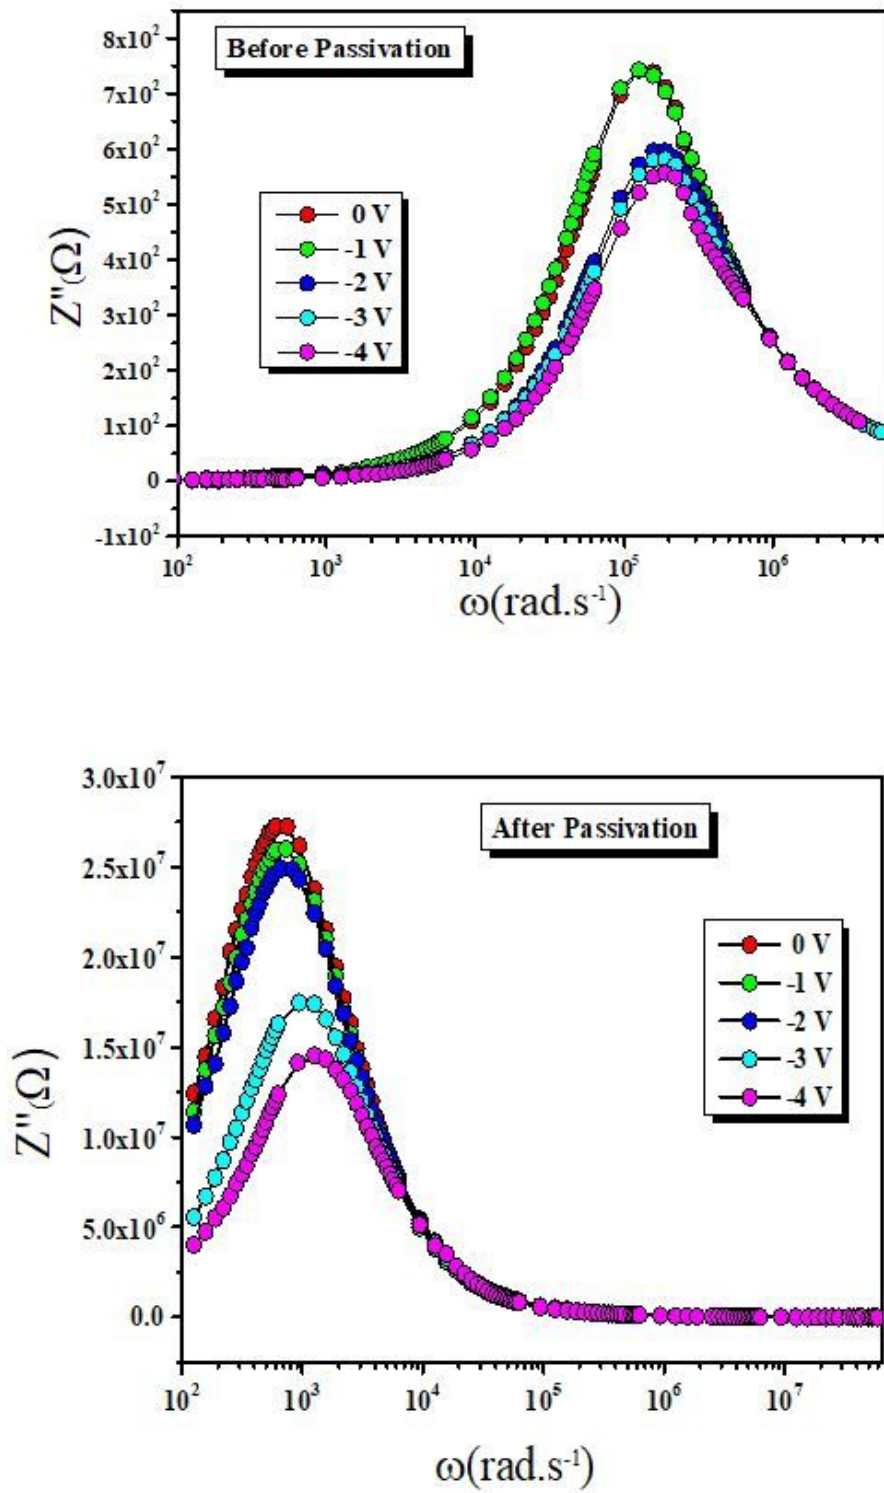 8x10²
7x10²
6x10²
5x10²
4x10²
3x10²
2x10²
1x10²
0
-1x10²
Z''(Ω)
Before Passivation
0 V
-1 V
-2 V
-3 V
-4 V
10² 10³ 10⁴ 10⁵ 10⁶
ω(rad.s⁻¹)
3.0x10⁷
2.5x10⁷
2.0x10⁷
1.5x10⁷
1.0x10⁷
5.0x10⁶
0.0
Z''(Ω)
After Passivation
0 V
-1 V
-2 V
-3 V
-4 V
10² 10³ 10⁴ 10⁵ 10⁶ 10⁷
ω(rad.s⁻¹)